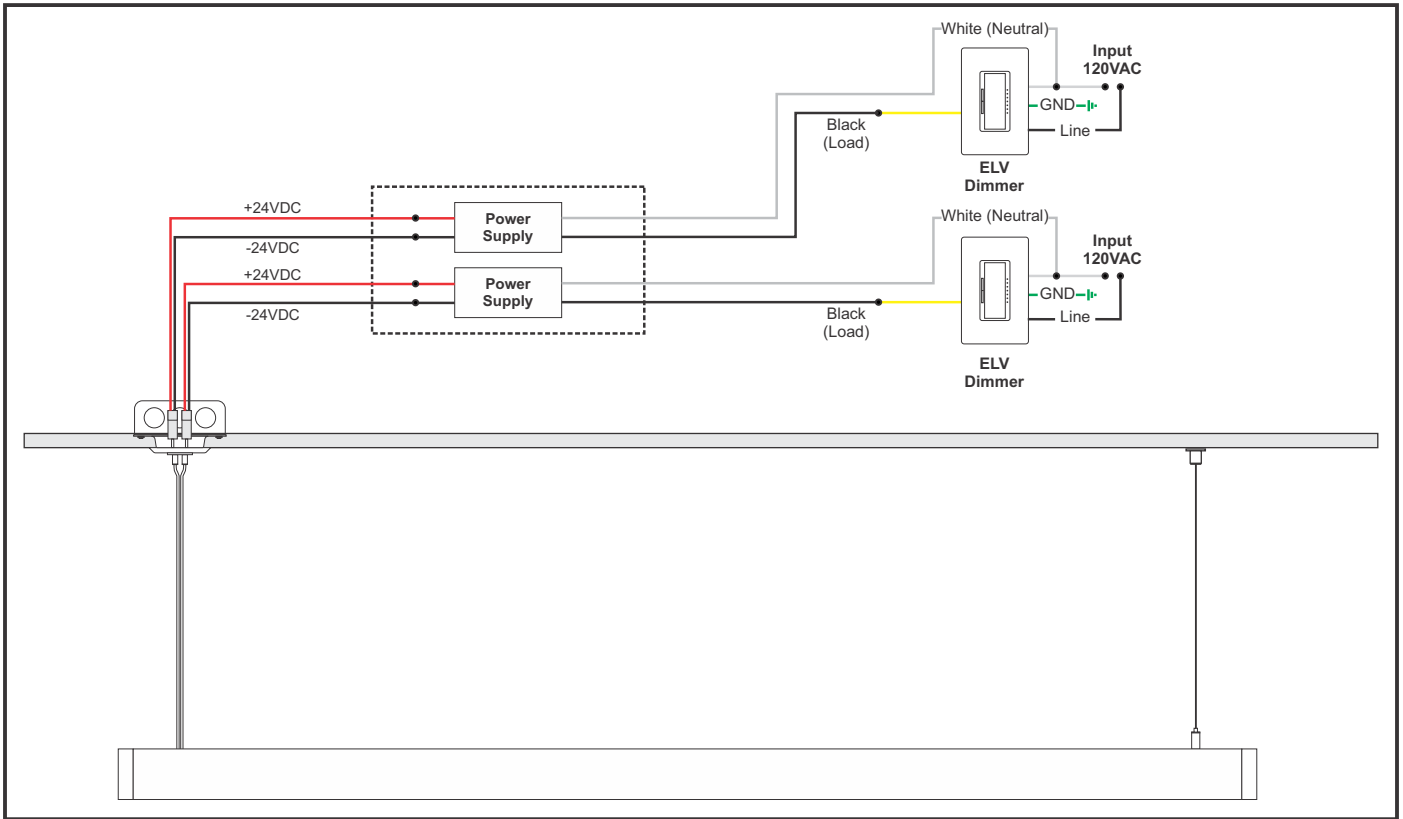 White (Neutral)
Input
120VAC
GND
Line
Black
(Load)
ELV
Dimmer
+24VDC
-24VDC
Power
Supply
White (Neutral)
Input
120VAC
+24VDC
-24VDC
Power
Supply
GND
Line
Black
(Load)
ELV
Dimmer